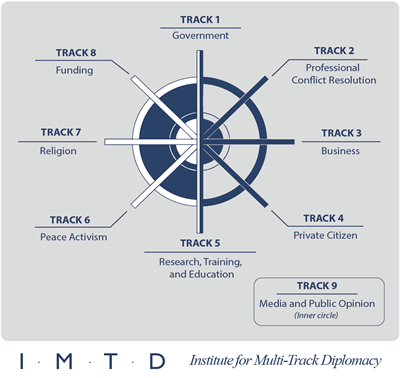 TRACK 1
Government
TRACK 8
Funding
TRACK 2
Professional
Conflict Resolution
TRACK 7
Religion
TRACK 3
Business
TRACK 6
Peace Activism
TRACK 4
Private Citizen
TRACK 5
Research, Training,
and Education
TRACK 9
Media and Public Opinion
(Inner circle)
I · M · T · D Institute for Multi-Track Diplomacy